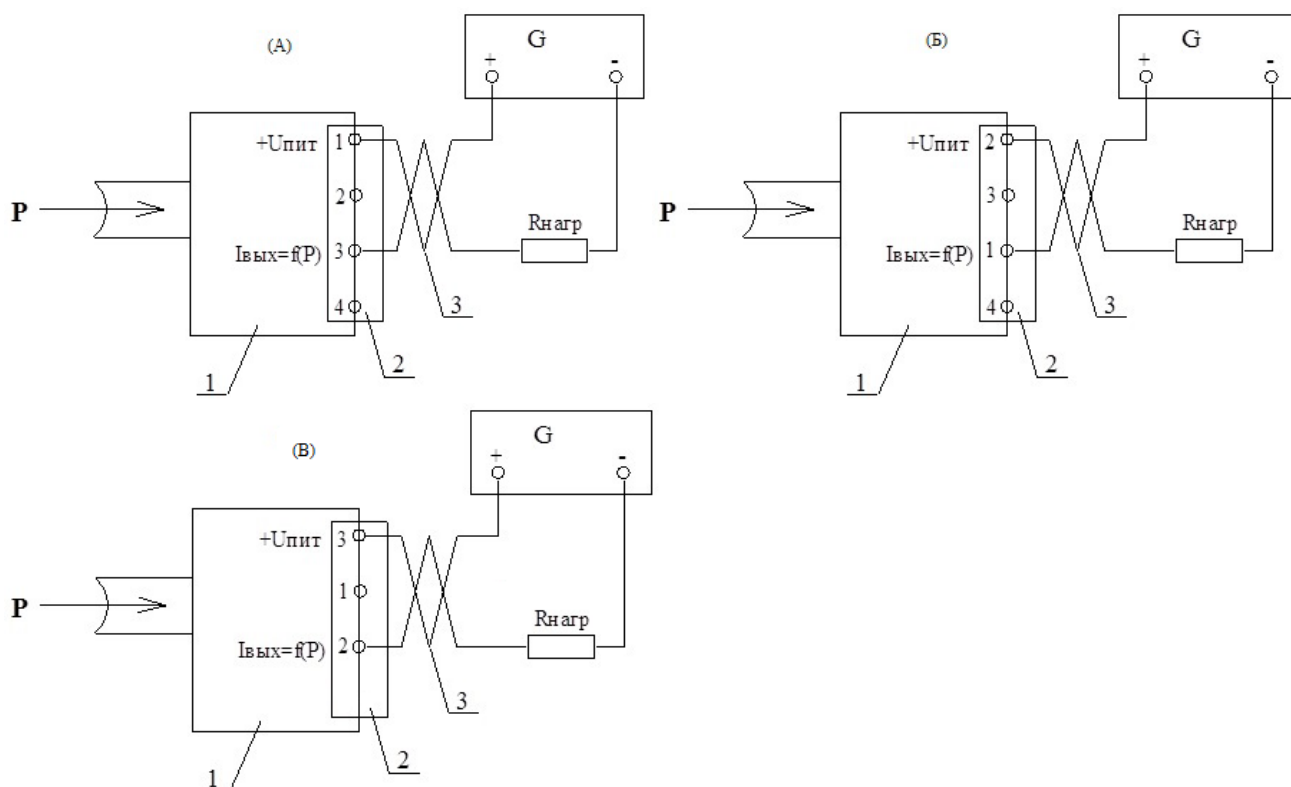 (А)
G
+ -
+Uпит 1
2
P
Rнагр
Iвых=f(P) 3
3
4
2
1
(Б)
G
+ -
+Uпит 2
3
P
Rнагр
Iвых=f(P) 1
3
4
2
1
(В)
G
+ -
+Uпит 3
1
P
Rнагр
Iвых=f(P) 2
3
2
1